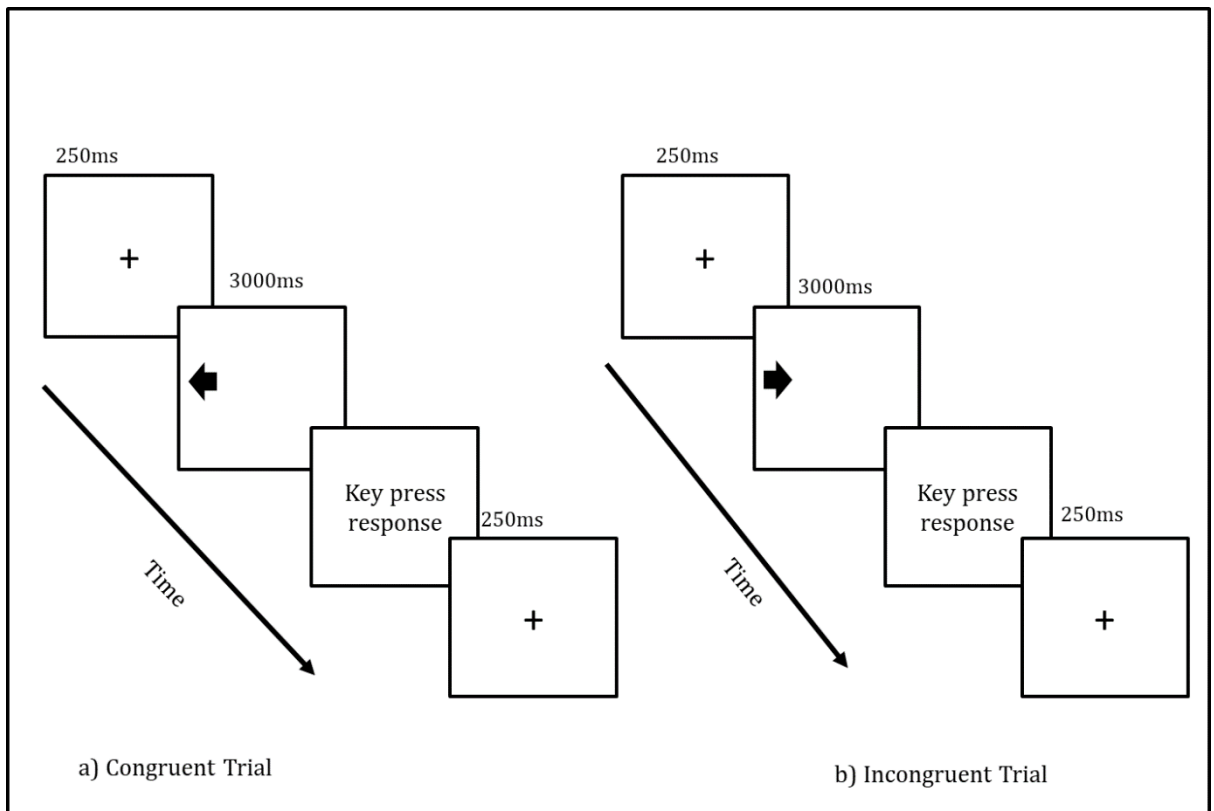 250ms
+
3000ms
Key press
response
250ms
+
Time
a) Congruent Trial
250ms
+
3000ms
Key press
response
250ms
+
Time
b) Incongruent Trial